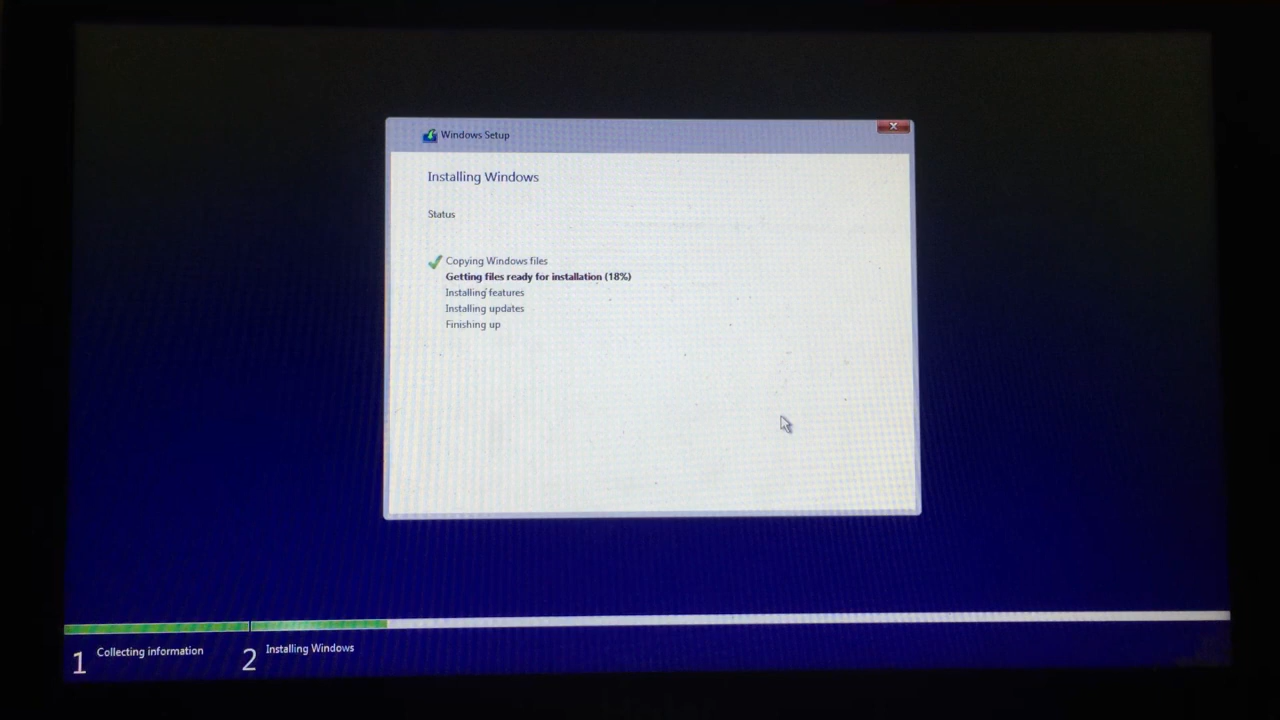 Windows Setup
Installing Windows
Status
Copying Windows files
Getting files ready for installation (18%)
Installing features
Installing updates
Finishing up
1 Collecting information
2 Installing Windows